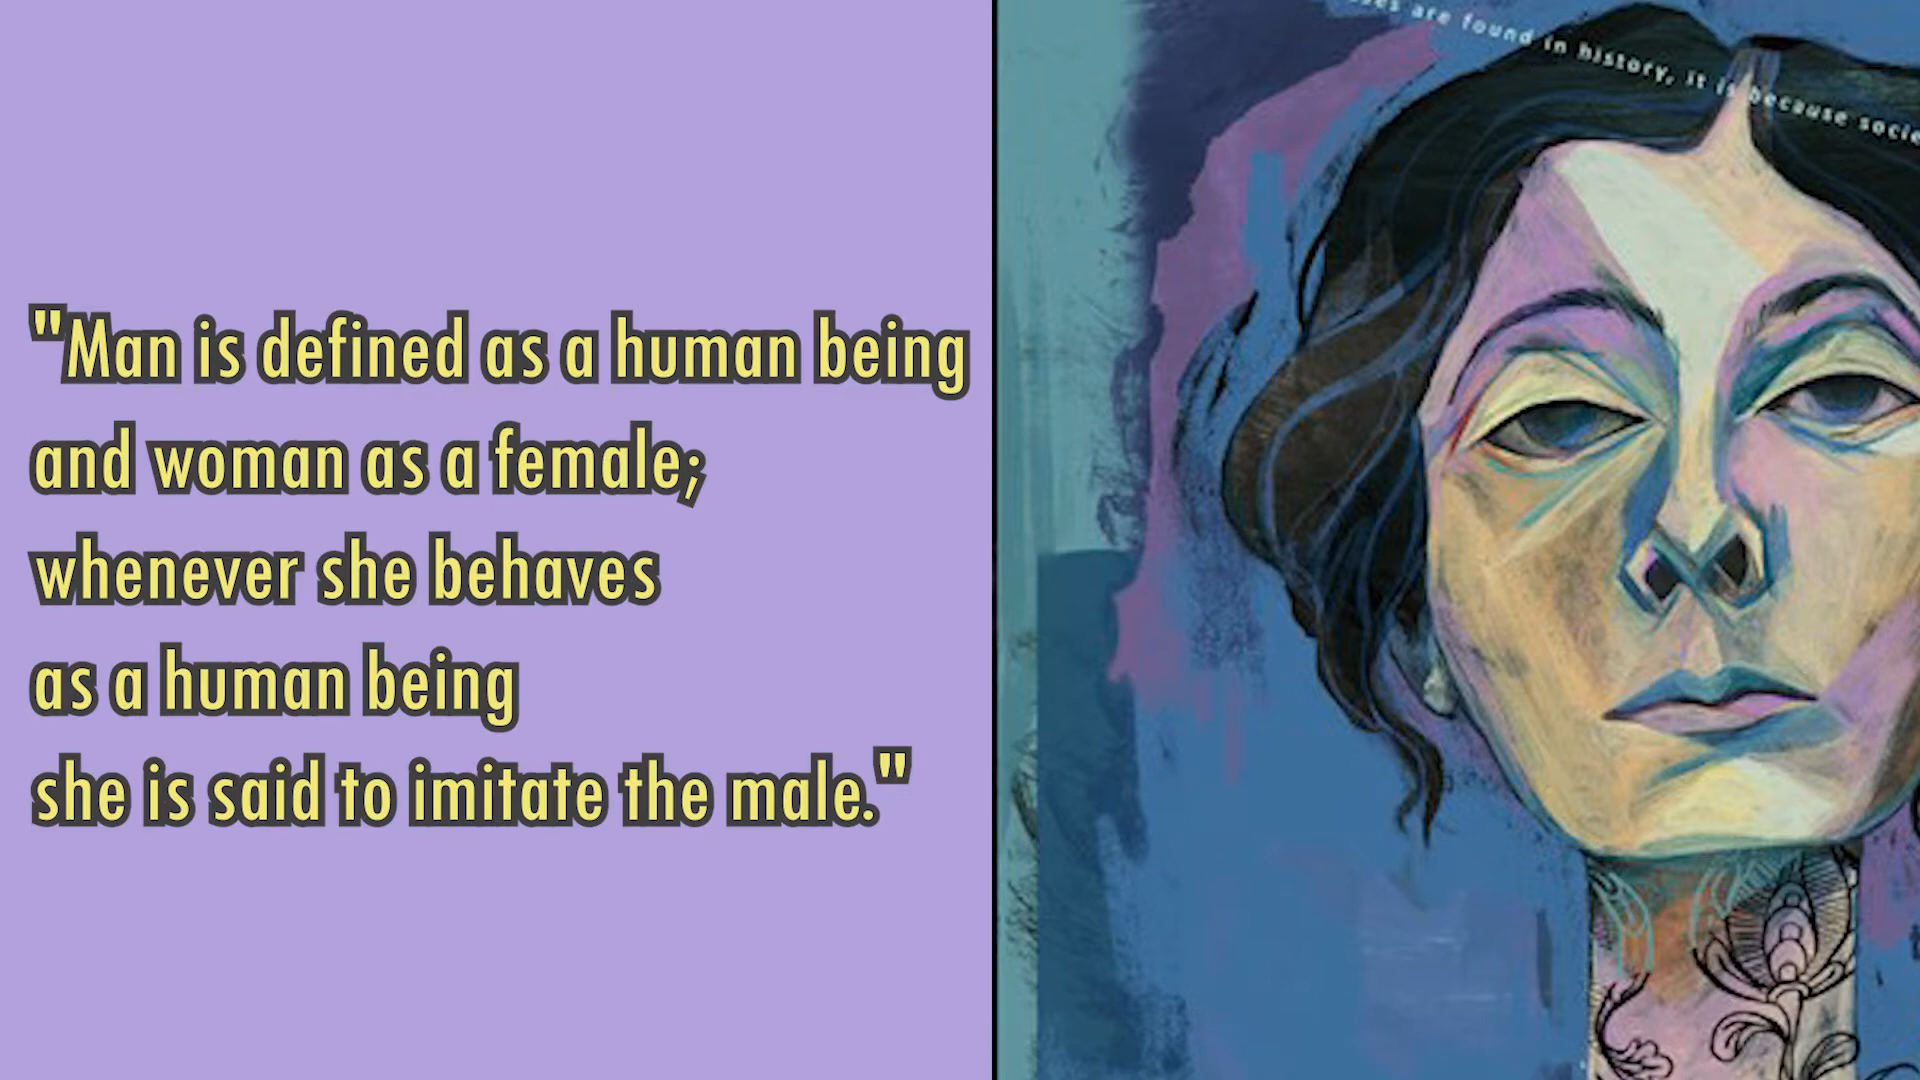 "Man is defined as a human being
and woman as a female;
whenever she behaves
as a human being
she is said to imitate the male."
are found in history, it is because